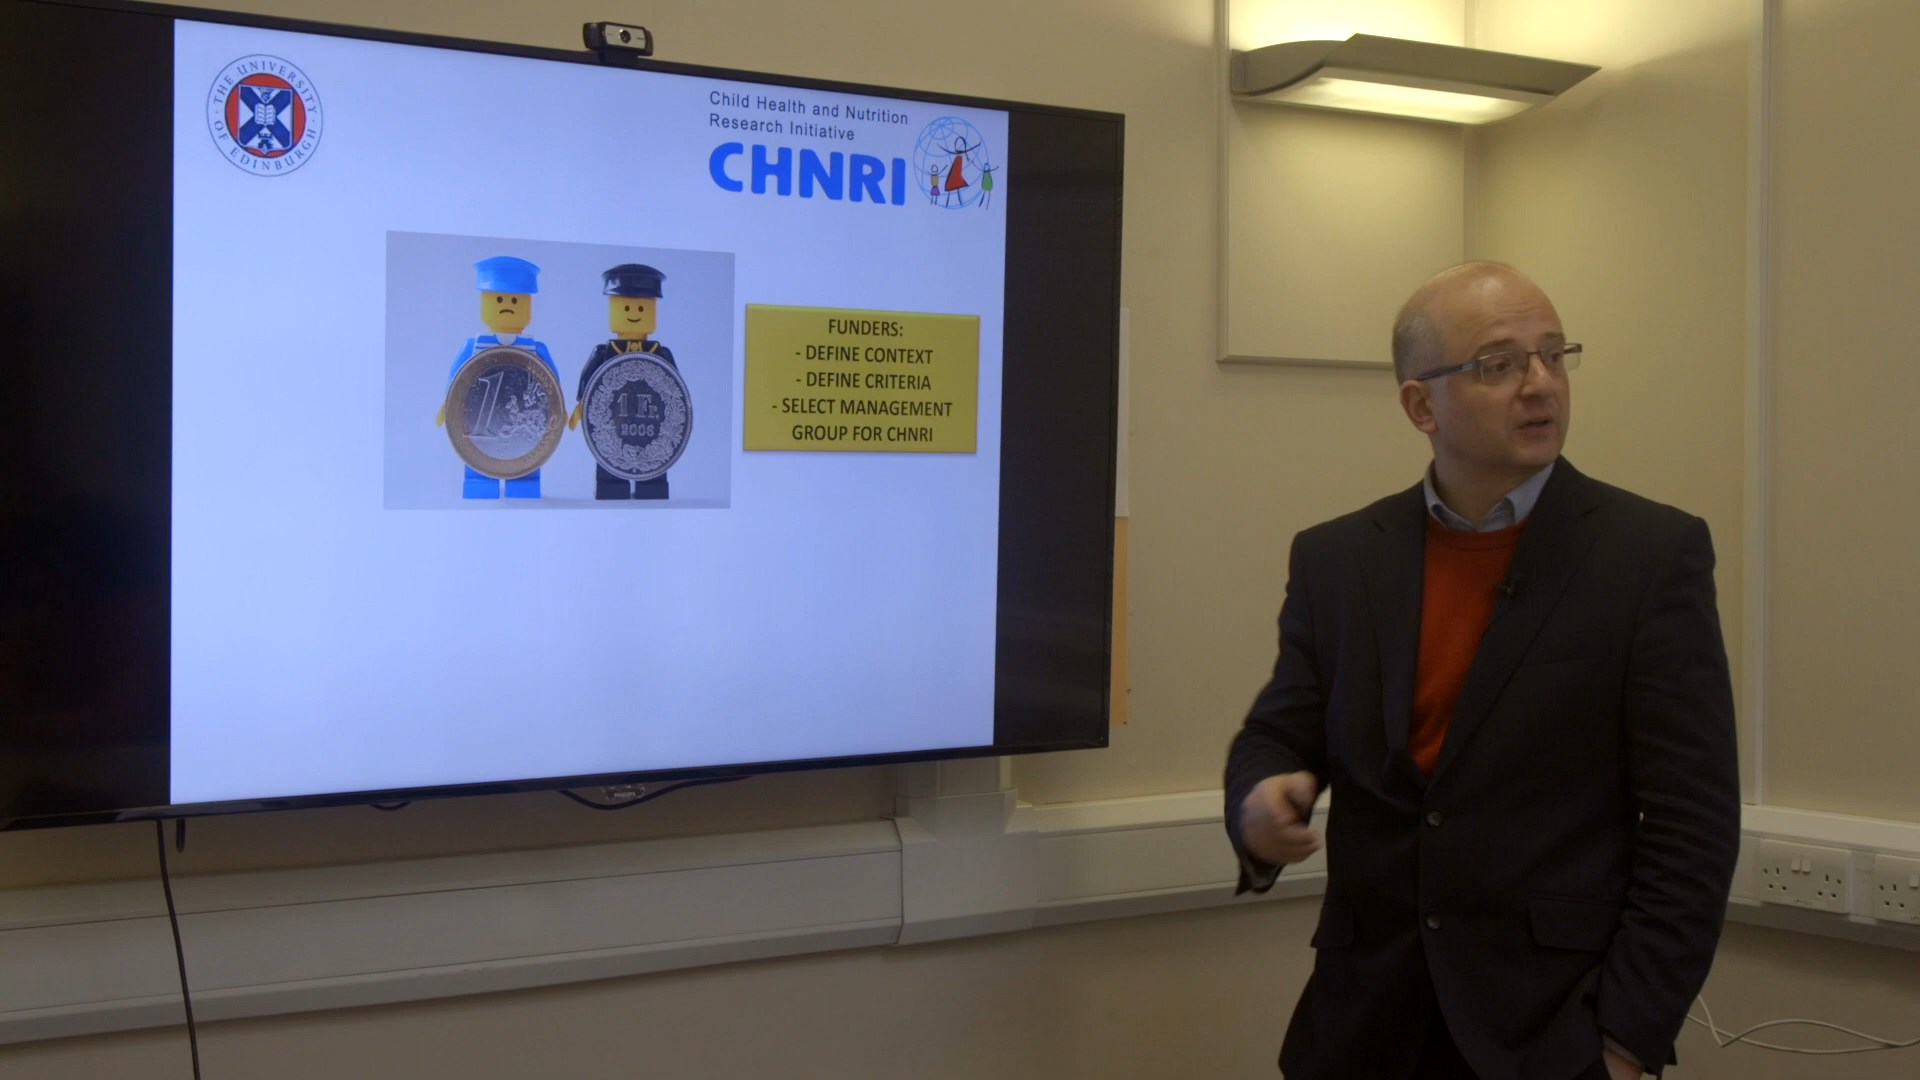 THE UNIVERSITY
OF EDINBURGH
Child Health and Nutrition
Research Initiative
CHNRI
1
1 Fr.
2006
FUNDERS:
- DEFINE CONTEXT
- DEFINE CRITERIA
- SELECT MANAGEMENT
GROUP FOR CHNRI
PHILIPS